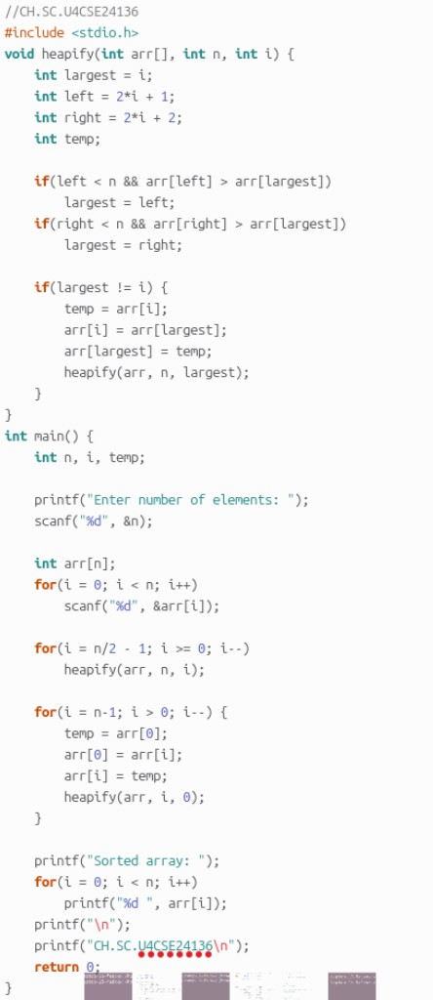 //CH.SC.U4CSE24136
#include <stdio.h>
void heapify(int arr[], int n, int i) {
    int largest = i;
    int left = 2*i + 1;
    int right = 2*i + 2;
    int temp;

    if(left < n && arr[left] > arr[largest])
        largest = left;
    if(right < n && arr[right] > arr[largest])
        largest = right;

    if(largest != i) {
        temp = arr[i];
        arr[i] = arr[largest];
        arr[largest] = temp;
        heapify(arr, n, largest);
    }
}
int main() {
    int n, i, temp;

    printf("Enter number of elements: ");
    scanf("%d", &n);

    int arr[n];
    for(i = 0; i < n; i++)
        scanf("%d", &arr[i]);

    for(i = n/2 - 1; i >= 0; i--)
        heapify(arr, n, i);

    for(i = n-1; i > 0; i--) {
        temp = arr[0];
        arr[0] = arr[i];
        arr[i] = temp;
        heapify(arr, i, 0);
    }

    printf("Sorted array: ");
    for(i = 0; i < n; i++)
        printf("%d ", arr[i]);
    printf("\n");
    printf("CH.SC.U4CSE24136\n");
    return 0;
}